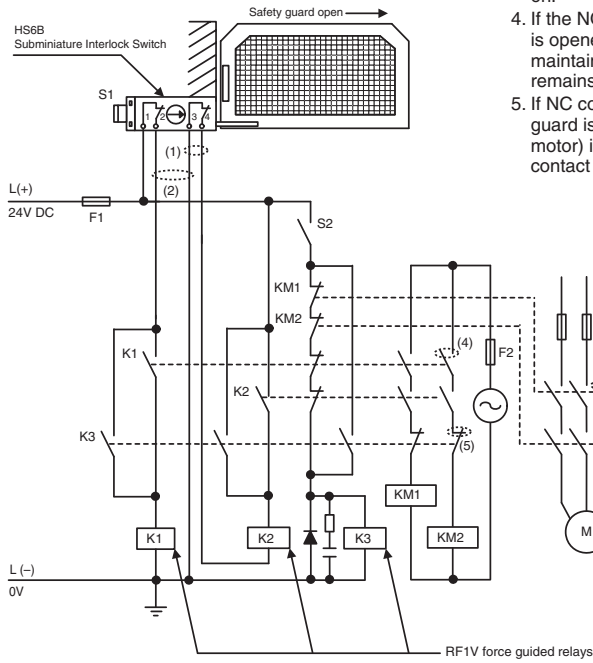 Safety guard open
HS6B
Subminiature Interlock Switch
S1
1 2 3 4
(1)
(2)
L(+)
24V DC
F1
S2
KM1
KM2
K1
(4)
F2
K2
K3
(5)
KM1
K1
K2
K3
KM2
M
L (–)
0V
RF1V force guided relays
4. If the NC
is opene
maintain
remains
5. If NC co
guard is
motor) i
contact